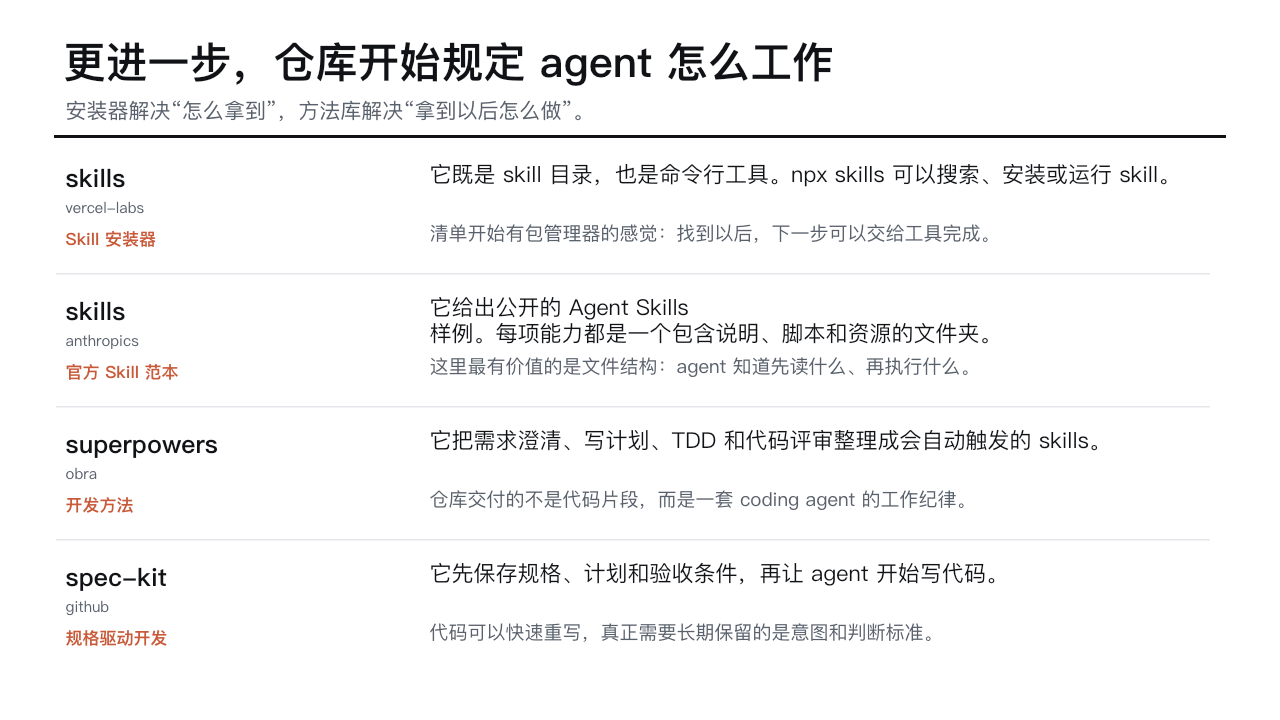 更进一步，仓库开始规定 agent 怎么工作
安装器解决“怎么拿到”，方法库解决“拿到以后怎么做”。
skills
vercel-labs
Skill 安装器
它既是 skill 目录，也是命令行工具。npx skills 可以搜索、安装或运行 skill。
清单开始有包管理器的感觉：找到以后，下一步可以交给工具完成。
skills
anthropics
官方 Skill 范本
它给出公开的 Agent Skills
样例。每项能力都是一个包含说明、脚本和资源的文件夹。
这里最有价值的是文件结构：agent 知道先读什么、再执行什么。
superpowers
obra
开发方法
它把需求澄清、写计划、TDD 和代码评审整理成会自动触发的 skills。
仓库交付的不是代码片段，而是一套 coding agent 的工作纪律。
spec-kit
github
规格驱动开发
它先保存规格、计划和验收条件，再让 agent 开始写代码。
代码可以快速重写，真正需要长期保留的是意图和判断标准。